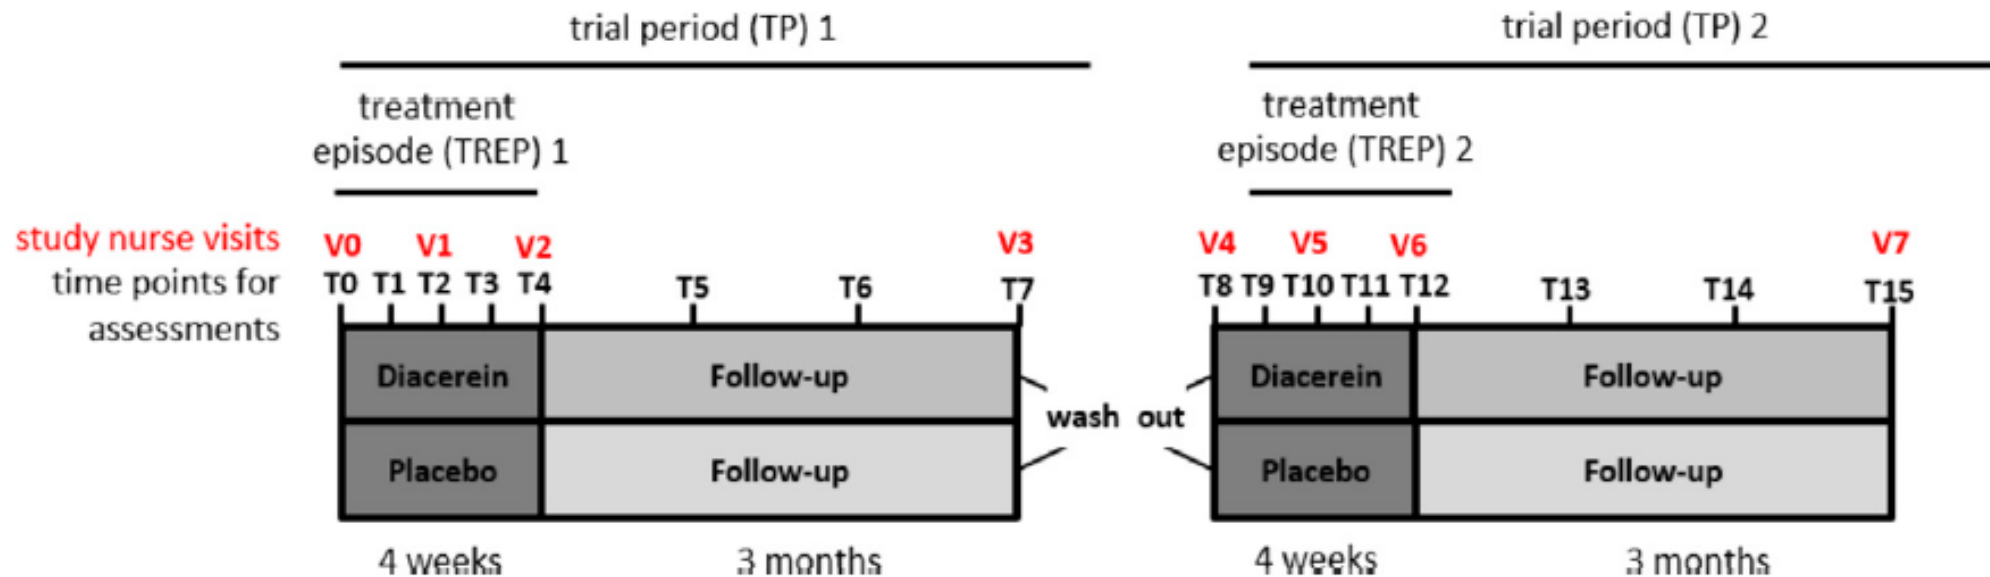 trial period (TP) 1
trial period (TP) 2
treatment
episode (TREP) 1
treatment
episode (TREP) 2
study nurse visits V0 V1 V2 V3 V4 V5 V6 V7
time points for T0 T1 T2 T3 T4 T5 T6 T7 T8 T9 T10 T11 T12 T13 T14 T15
assessments
Diacerein Follow-up Diacerein Follow-up
wash out
Placebo Follow-up Placebo Follow-up
4 weeks 3 months 4 weeks 3 months